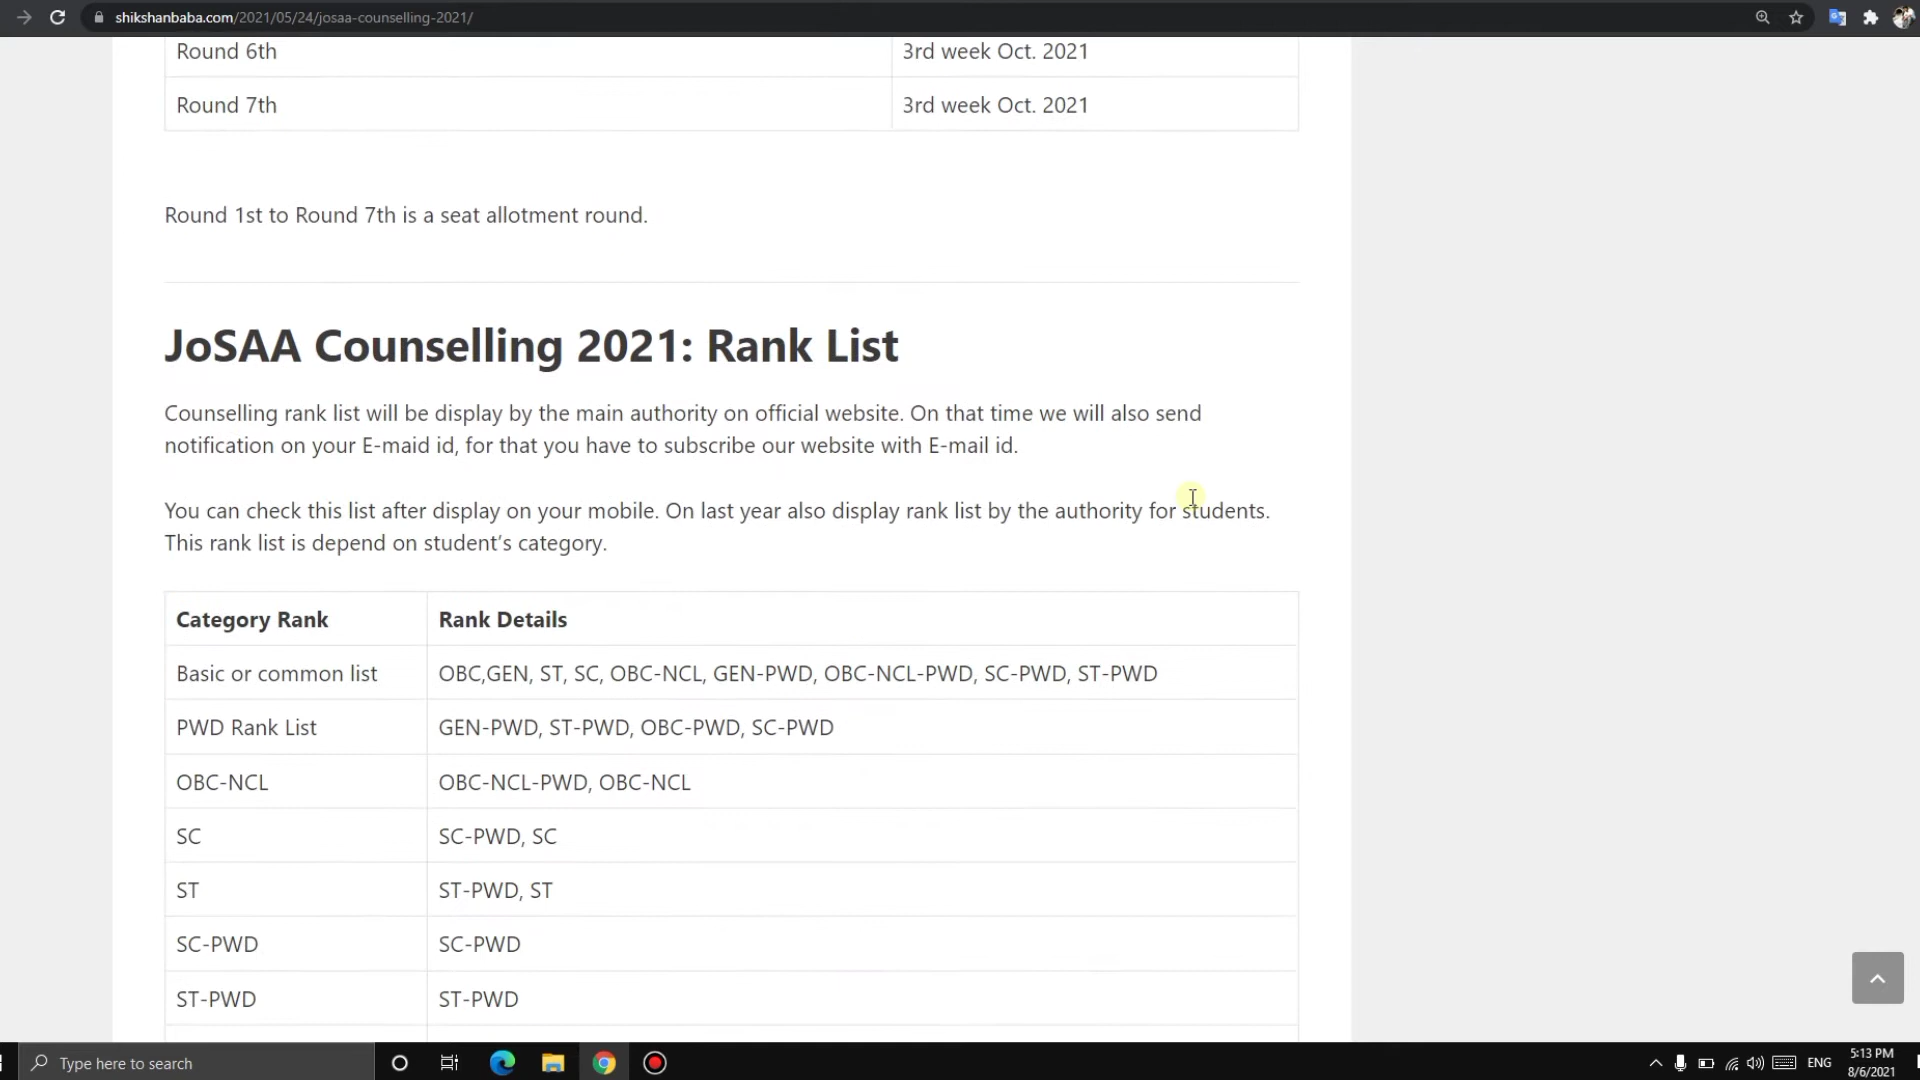 shikshanbaba.com/2021/05/24/josaa-counselling-2021/
Round 6th 3rd week Oct. 2021
Round 7th 3rd week Oct. 2021
Round 1st to Round 7th is a seat allotment round.
JoSAA Counselling 2021: Rank List
Counselling rank list will be display by the main authority on official website. On that time we will also send
notification on your E-maid id, for that you have to subscribe our website with E-mail id.
You can check this list after display on your mobile. On last year also display rank list by the authority for students.
This rank list is depend on student’s category.
Category Rank Rank Details
Basic or common list OBC,GEN, ST, SC, OBC-NCL, GEN-PWD, OBC-NCL-PWD, SC-PWD, ST-PWD
PWD Rank List GEN-PWD, ST-PWD, OBC-PWD, SC-PWD
OBC-NCL OBC-NCL-PWD, OBC-NCL
SC SC-PWD, SC
ST ST-PWD, ST
SC-PWD SC-PWD
ST-PWD ST-PWD
Type here to search
ENG
5:13 PM
8/6/2021